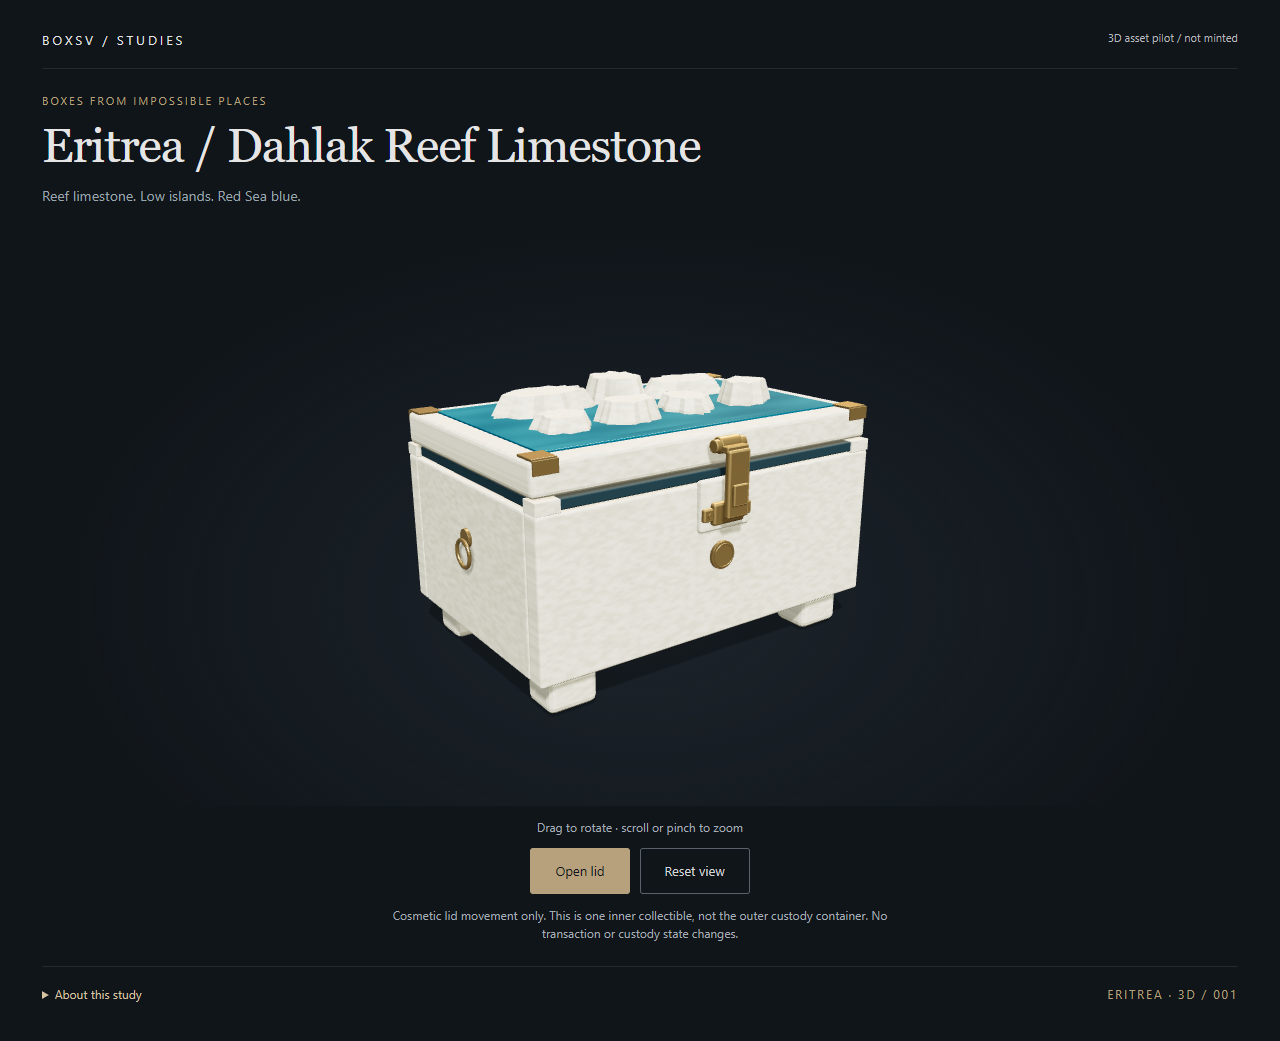 BOXSV / STUDIES
3D asset pilot / not minted
BOXES FROM IMPOSSIBLE PLACES
Eritrea / Dahlak Reef Limestone
Reef limestone. Low islands. Red Sea blue.
Drag to rotate · scroll or pinch to zoom
Open lid
Reset view
Cosmetic lid movement only. This is one inner collectible, not the outer custody container. No
transaction or custody state changes.
About this study
ERITREA · 3D / 001